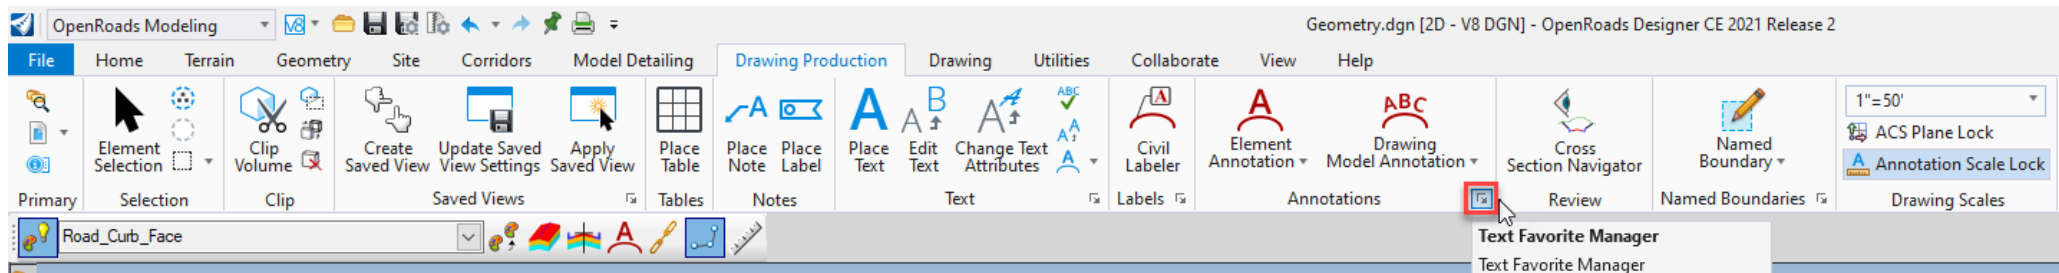 OpenRoads Modeling
V8
Geometry.dgn [2D - V8 DGN] - OpenRoads Designer CE 2021 Release 2
File Home Terrain Geometry Site Corridors Model Detailing Drawing Production Drawing Utilities Collaborate View Help
Element
Selection
Clip
Volume
Create
Saved View
Update Saved
View Settings
Apply
Saved View
Place
Table
A
Place
Note
Place
Label
A
Place
Text
A B
Edit
Text
A A
Change Text
Attributes
ABC
A A
A
A
Civil
Labeler
A
Element
Annotation
ABC
Drawing
Model Annotation
Cross
Section Navigator
Named
Boundary
1"=50'
ACS Plane Lock
A
Annotation Scale Lock
Primary Selection Clip Saved Views Tables Notes Text Labels Annotations Review Named Boundaries Drawing Scales
Road_Curb_Face
A
Text Favorite Manager
Text Favorite Manager